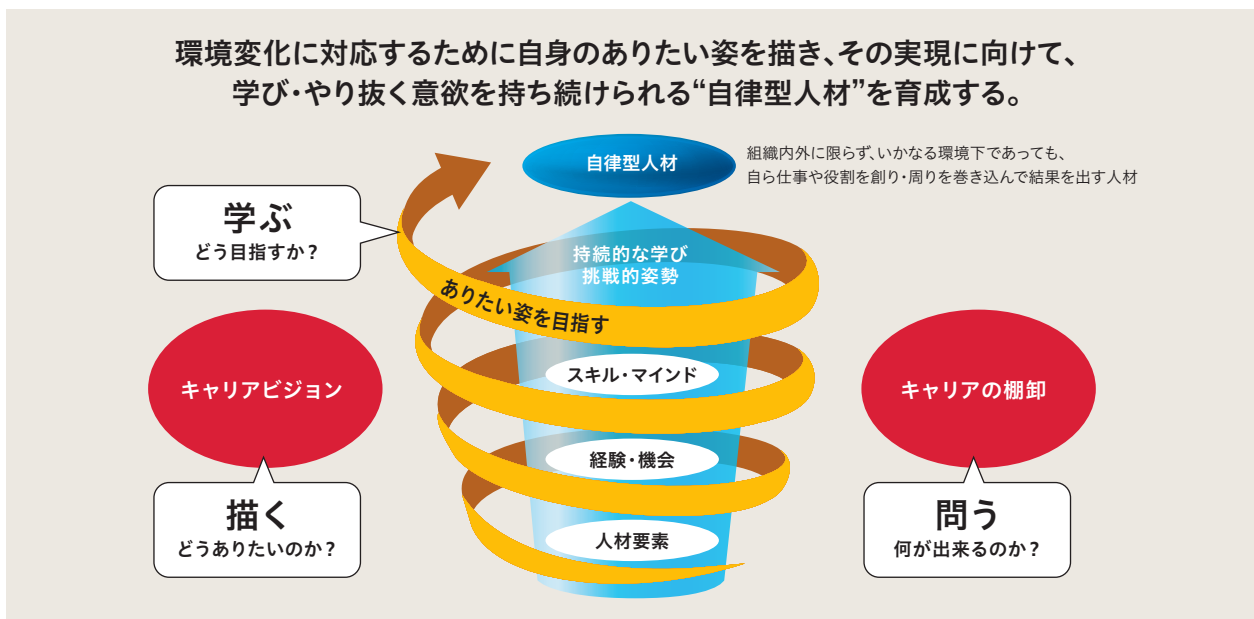 環境変化に対応するために自身のありたい姿を描き、その実現に向けて、
学び・やり抜く意欲を持ち続けられる“自律型人材”を育成する。
自律型人材
組織内外に限らず、いかなる環境下であっても、
自ら仕事や役割を創り・周りを巻き込んで結果を出す人材
学ぶ
どう目指すか？
持続的な学び
挑戦的姿勢
ありたい姿を目指す
スキル・マインド
キャリアビジョン
キャリアの棚卸
経験・機会
描く
どうありたいのか？
問う
何が出来るのか？
人材要素